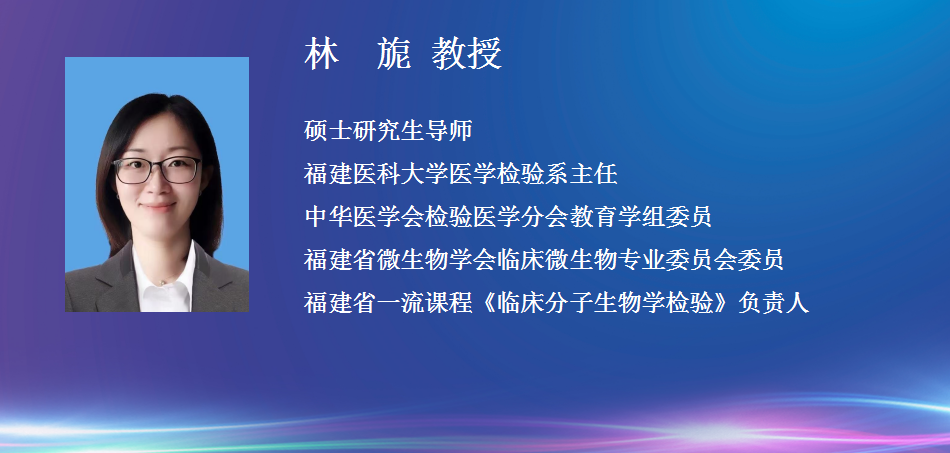 林 旎 教授
硕士研究生导师
福建医科大学医学检验系主任
中华医学会检验医学分会教育学组委员
福建省微生物学会临床微生物专业委员会委员
福建省一流课程《临床分子生物学检验》负责人